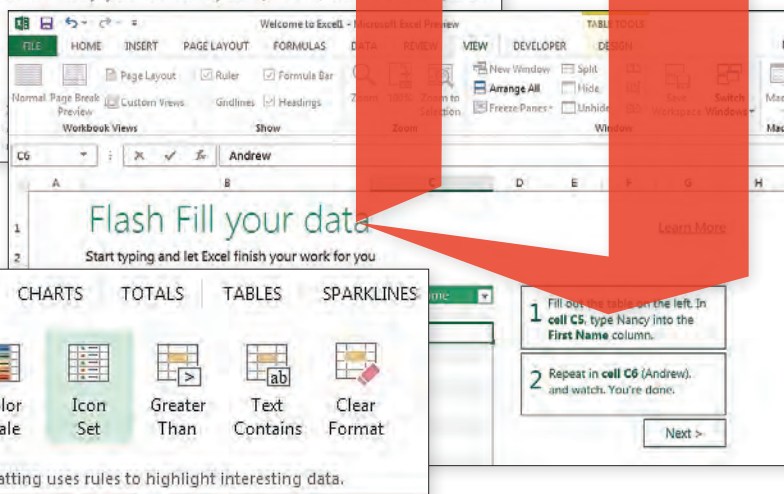 Welcome to Excel1 - Microsoft Excel Preview
TABLE TOOLS
FILE HOME INSERT PAGE LAYOUT FORMULAS DATA REVIEW VIEW DEVELOPER DESIGN
Page Layout Ruler Formula Bar Zoom 100% Zoom to New Window Split
Normal Page Break Custom Views Gridlines Headings Selection Arrange All Hide Save Switch
Preview Freeze Panes Unhide Workspace Windows
Workbook Views Show Zoom Window
C6 fx Andrew
A B C D E F G H
1 Flash Fill your data Learn More
2 Start typing and let Excel finish your work for you
1 Fill out the table on the left. In
cell C5, type Nancy into the
First Name column.
2 Repeat in cell C6 (Andrew).
and watch. You're done.
Next >
CHARTS TOTALS TABLES SPARKLINES
Icon Greater Text Clear
Set Than Contains Format
uses rules to highlight interesting data.